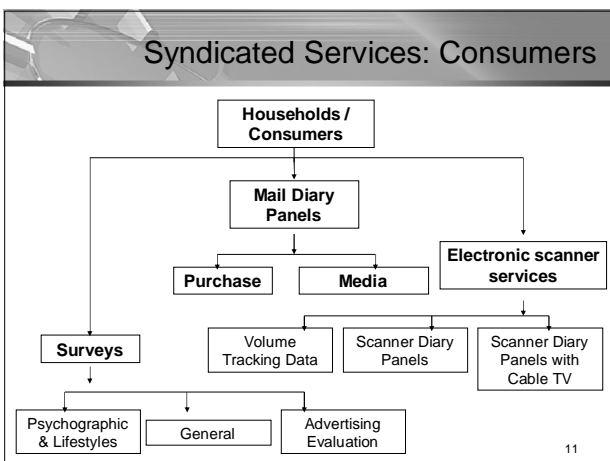 Syndicated Services: Consumers
Households /
Consumers
Mail Diary
Panels
Purchase
Media
Electronic scanner
services
Surveys
Volume
Tracking Data
Scanner Diary
Panels
Scanner Diary
Panels with
Cable TV
Psychographic
& Lifestyles
General
Advertising
Evaluation
11